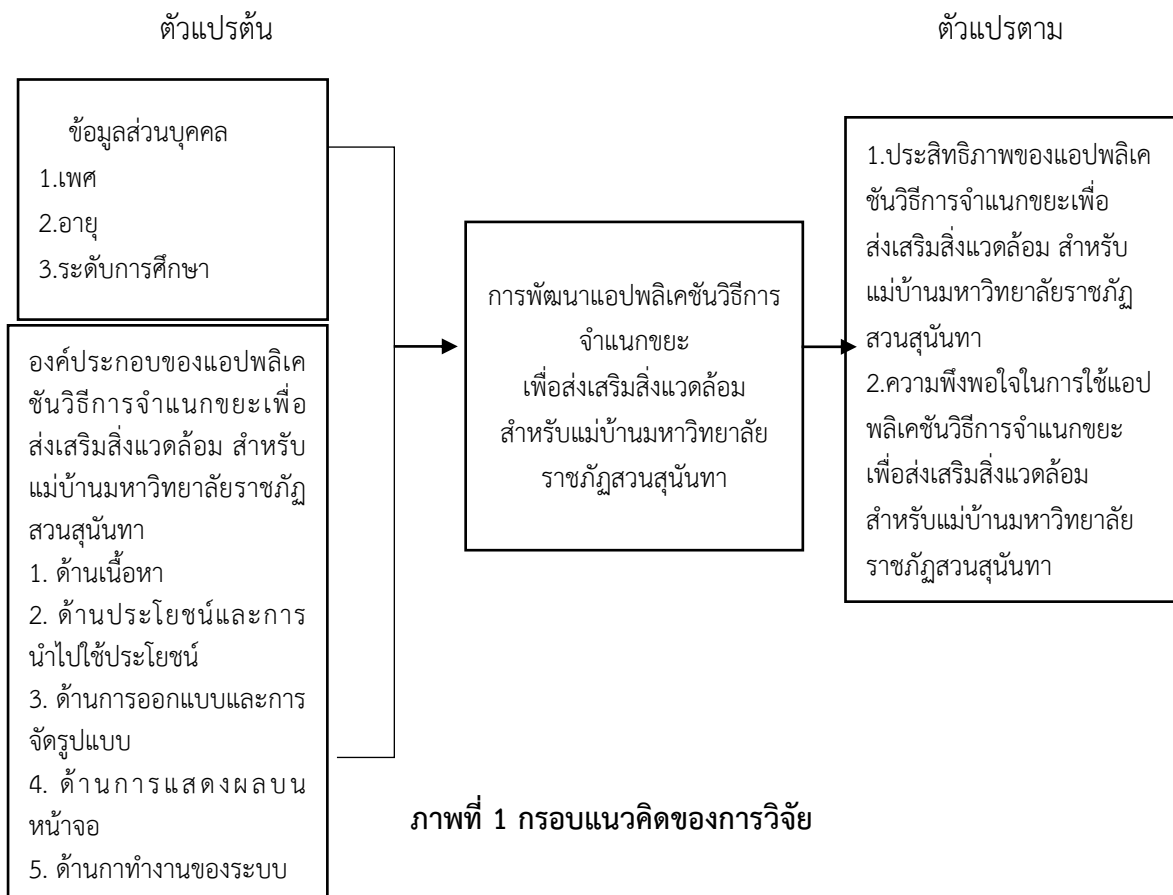 ตัวแปรต้น
ตัวแปรตาม
ข้อมูลส่วนบุคคล
1.เพศ
2.อายุ
3.ระดับการศึกษา
องค์ประกอบของแอปพลิเค
ชันวิธีการจำแนกขยะเพื่อ
ส่งเสริมสิ่งแวดล้อม สำหรับ
แม่บ้านมหาวิทยาลัยราชภัฏ
สวนสุนันทา
1. ด้านเนื้อหา
2. ด้านประโยชน์และการ
นำไปใช้ประโยชน์
3. ด้านการออกแบบและการ
จัดรูปแบบ
4. ด้านการแสดงผลบน
หน้าจอ
5. ด้านกาทำงานของระบบ
การพัฒนาแอปพลิเคชันวิธีการ
จำแนกขยะ
เพื่อส่งเสริมสิ่งแวดล้อม
สำหรับแม่บ้านมหาวิทยาลัย
ราชภัฏสวนสุนันทา
1.ประสิทธิภาพของแอปพลิเค
ชันวิธีการจำแนกขยะเพื่อ
ส่งเสริมสิ่งแวดล้อม สำหรับ
แม่บ้านมหาวิทยาลัยราชภัฏ
สวนสุนันทา
2.ความพึงพอใจในการใช้แอป
พลิเคชันวิธีการจำแนกขยะ
เพื่อส่งเสริมสิ่งแวดล้อม
สำหรับแม่บ้านมหาวิทยาลัย
ราชภัฏสวนสุนันทา
ภาพที่ 1 กรอบแนวคิดของการวิจัย